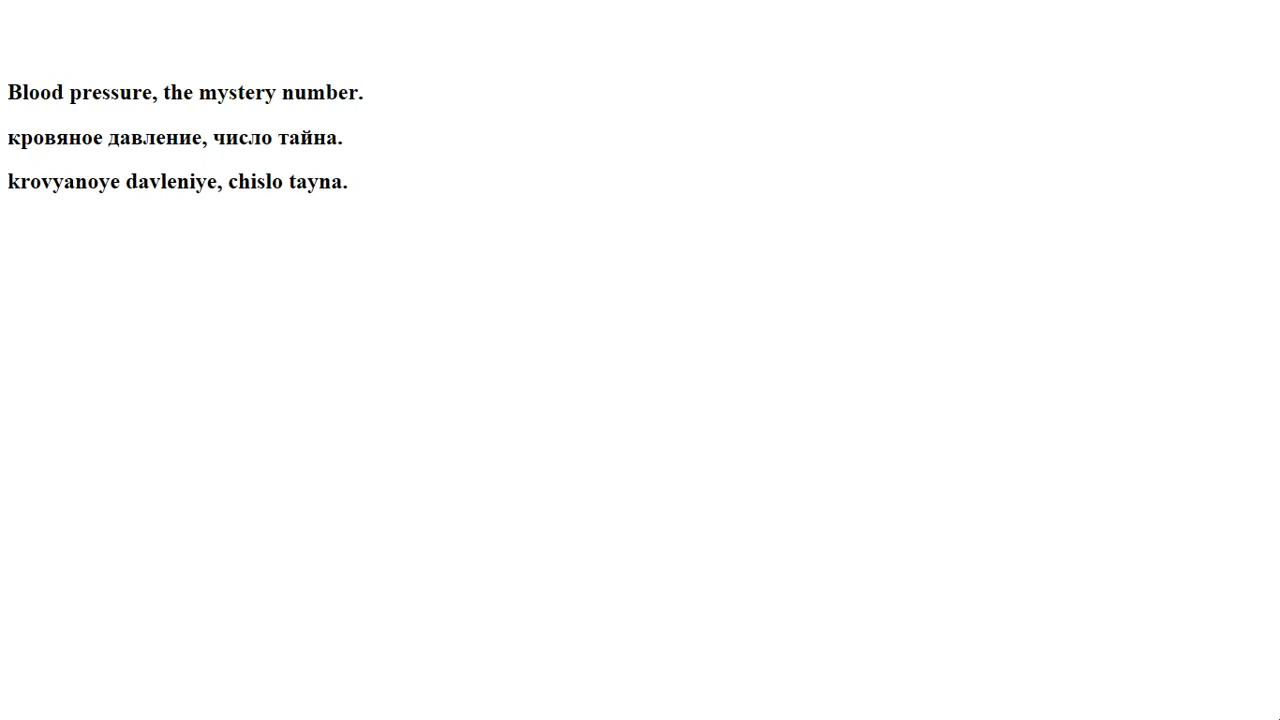 Blood pressure, the mystery number.
кровяное давление, число тайна.
krovyanoye davleniye, chislo tayna.